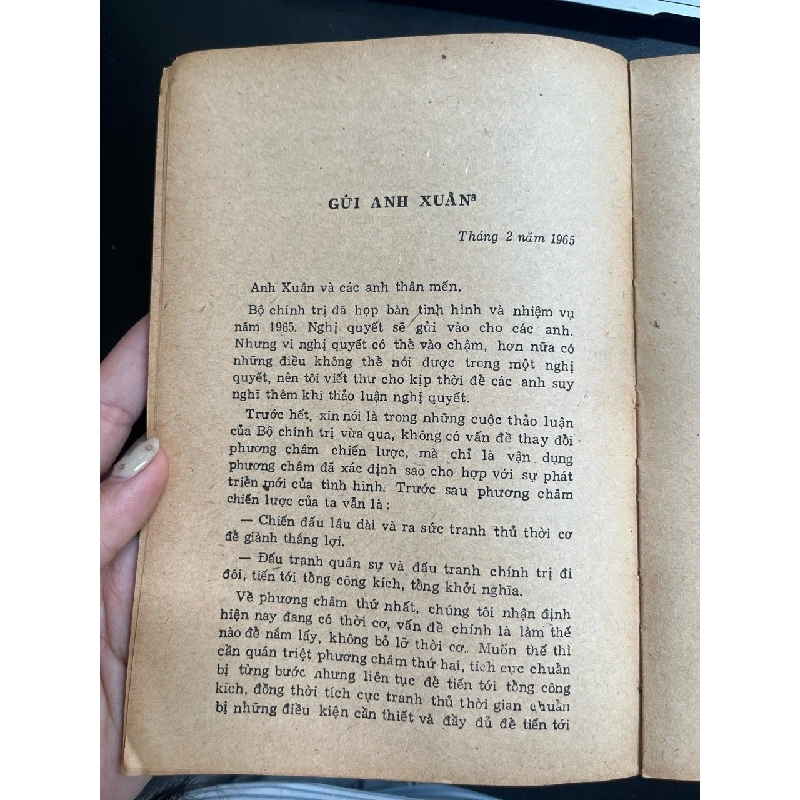 GỬI ANH XUÂN³
Tháng 2 năm 1965
Anh Xuân và các anh thân mến,
Bộ chính trị đã họp bàn tình hình và nhiệm vụ
năm 1965. Nghị quyết sẽ gửi vào cho các anh.
Nhưng vì nghị quyết có thể vào chậm, hơn nữa có
những điều không thể nói được trong một nghị
quyết, nên tôi viết thư cho kịp thời để các anh suy
nghĩ thêm khi thảo luận nghị quyết.
Trước hết, xin nói là trong những cuộc thảo luận
của Bộ chính trị vừa qua, không có vấn đề thay đổi
phương châm chiến lược, mà chỉ là vận dụng
phương châm đã xác định sao cho hợp với sự phát
triển mới của tình hình. Trước sau phương châm
chiến lược của ta vẫn là:
— Chiến đấu lâu dài và ra sức tranh thủ thời cơ
để giành thắng lợi.
— Đấu tranh quân sự và đấu tranh chính trị đi
đôi, tiến tới tổng công kích, tổng khởi nghĩa.
Về phương châm thứ nhất, chúng tôi nhận định
hiện nay đang có thời cơ, vấn đề chính là làm thế
nào để nắm lấy, không bỏ lỡ thời cơ. Muốn thế thì
cần quán triệt phương châm thứ hai, tích cực chuẩn
bị từng bước nhưng liên tục để tiến tới tổng công
kích, đồng thời tích cực tranh thủ thời gian chuẩn
bị những điều kiện cần thiết và đầy đủ để tiến tới